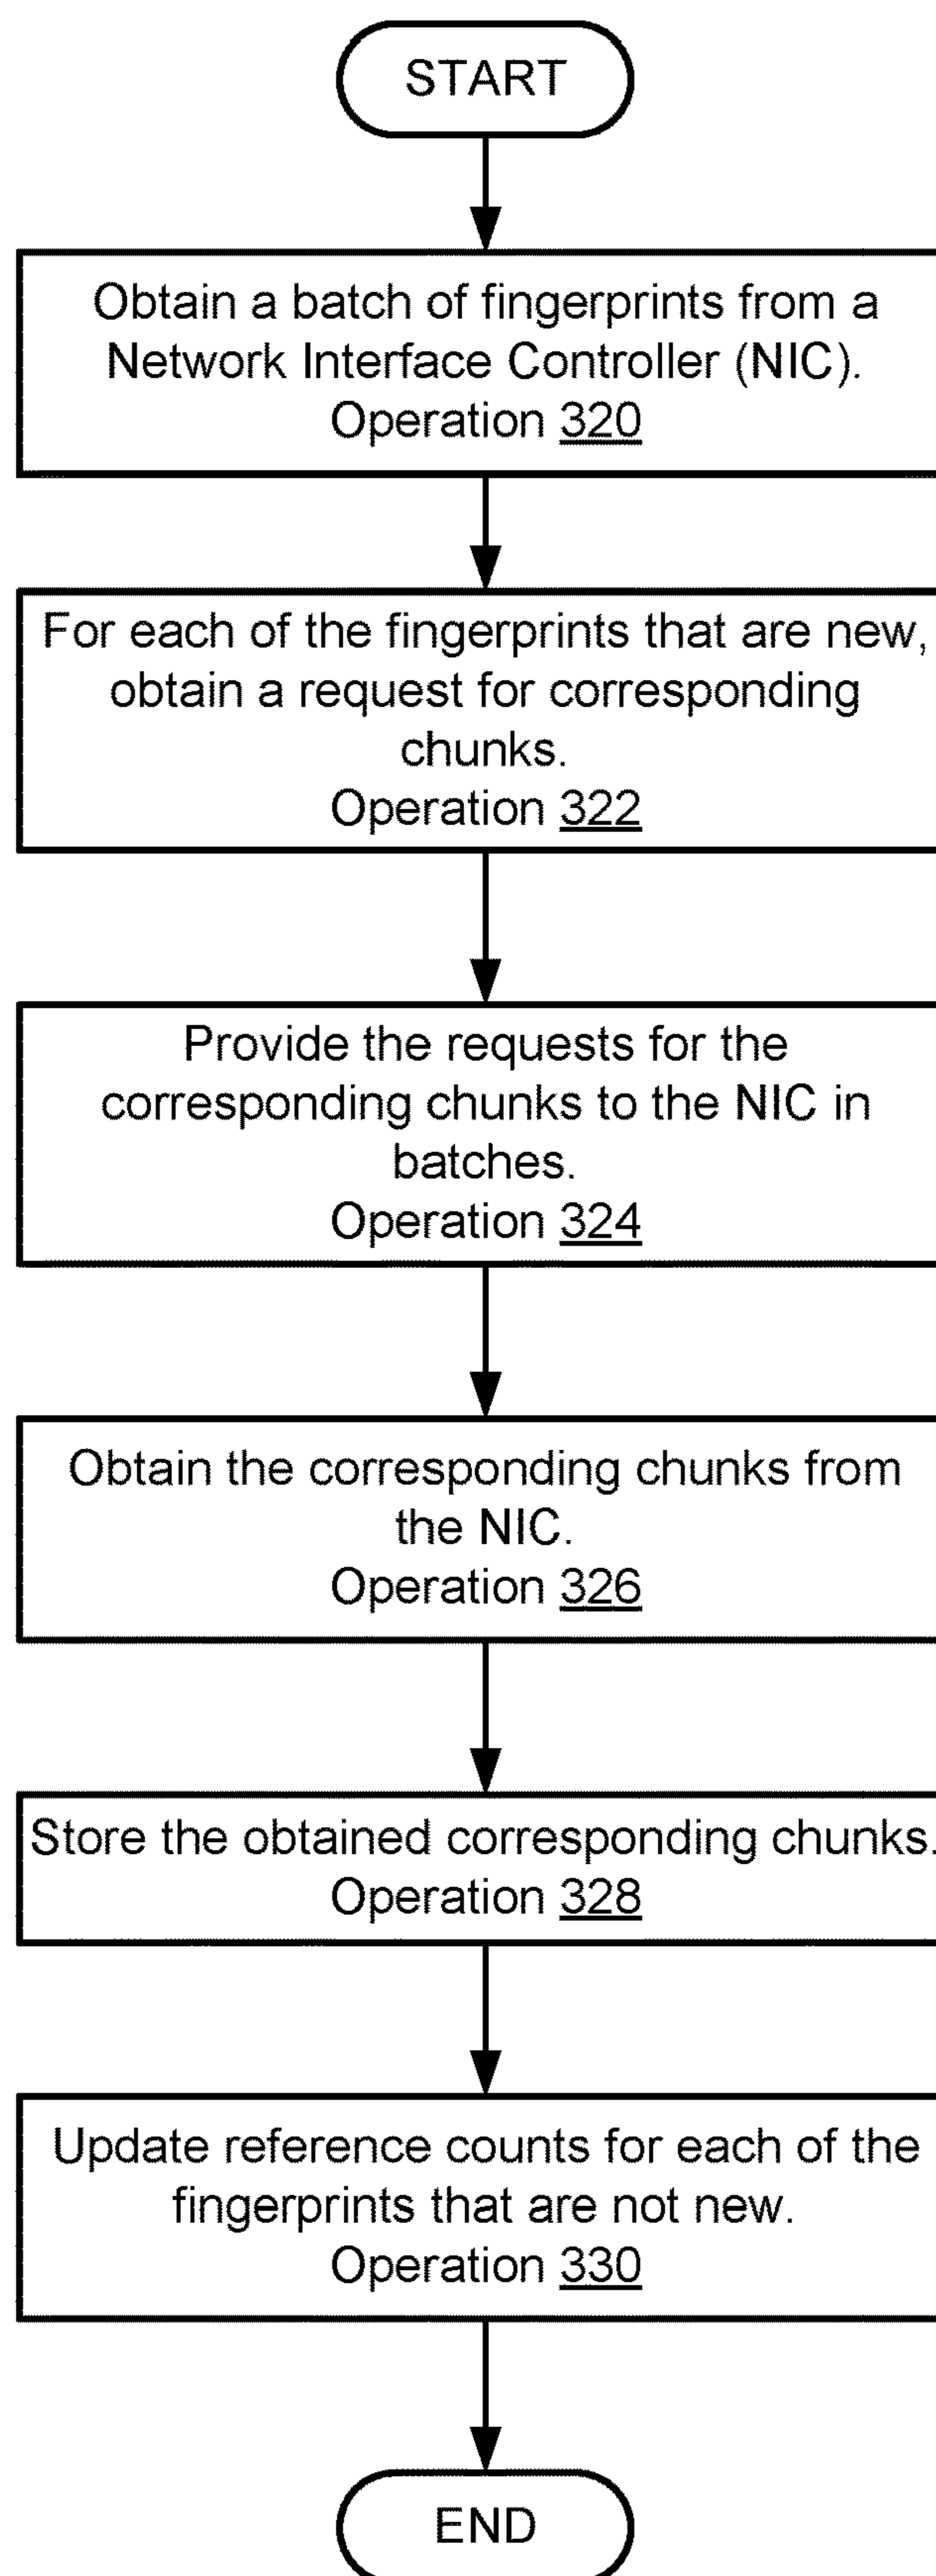 START
Obtain a batch of fingerprints from a
Network Interface Controller (NIC).
Operation 320
For each of the fingerprints that are new,
obtain a request for corresponding
chunks.
Operation 322
Provide the requests for the
corresponding chunks to the NIC in
batches.
Operation 324
Obtain the corresponding chunks from
the NIC.
Operation 326
Store the obtained corresponding chunks.
Operation 328
Update reference counts for each of the
fingerprints that are not new.
Operation 330
END